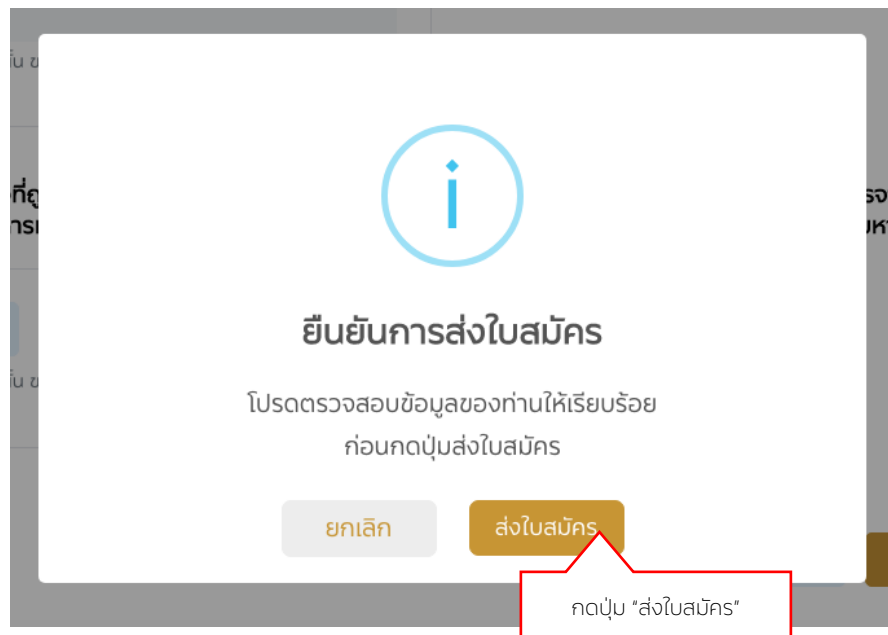 ยืนยันการส่งใบสมัคร
โปรดตรวจสอบข้อมูลของท่านให้เรียบร้อย
ก่อนกดปุ่มส่งใบสมัคร
ยกเลิก
ส่งใบสมัคร
กดปุ่ม “ส่งใบสมัคร”